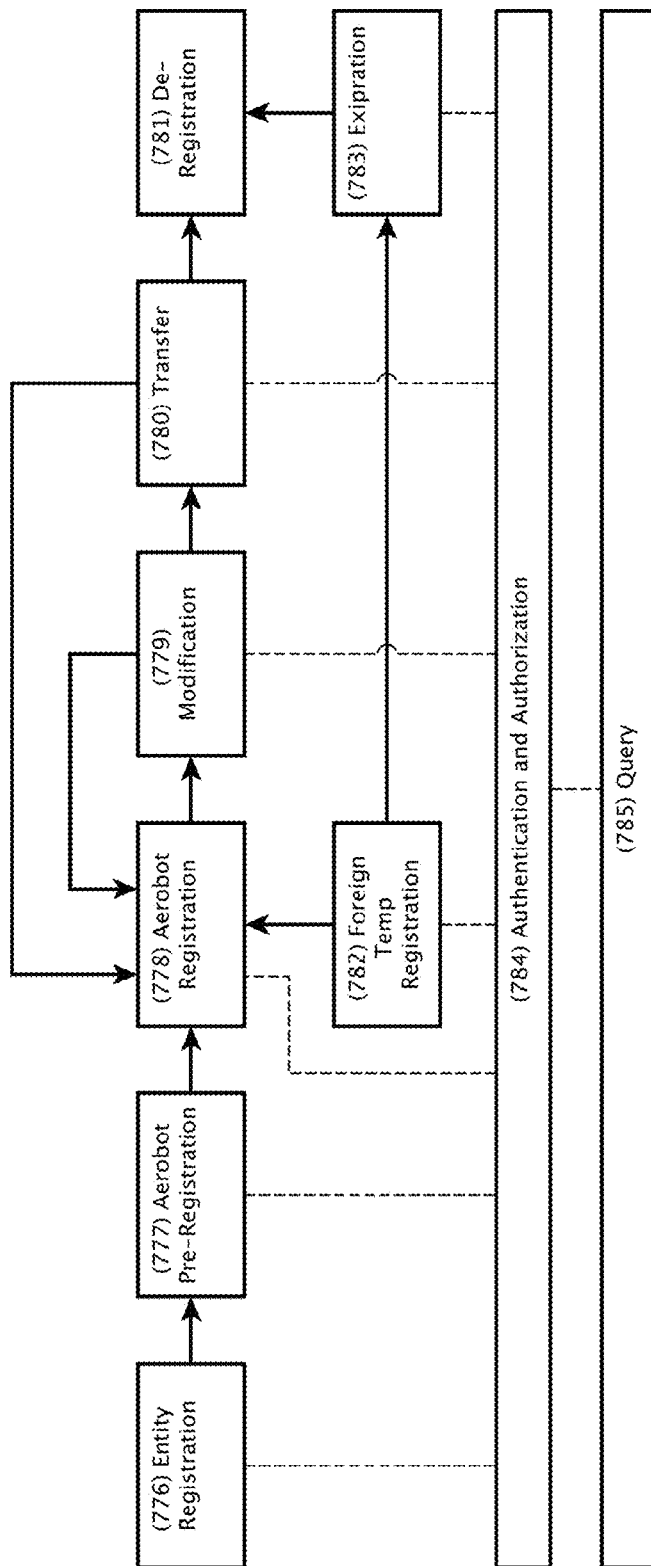 (776) Entity
Registration
(777) Aerobot
Pre-Registration
(778) Aerobot
Registration
(779)
Modification
(780) Transfer
(781) De-
Registration
(782) Foreign
Temp
Registration
(783) Exipration
(784) Authentication and Authorization
(785) Query